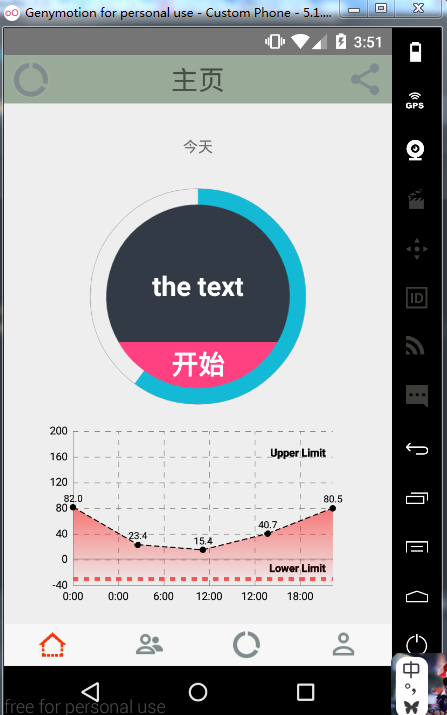 Genymotion for personal use - Custom Phone - 5.1....
3:51
主页
GPS
今天
ID
the text
开始
200
160
Upper Limit
120
82.0
80.5
80
40.7
40
23.4
15.4
0
Lower Limit
-40
0:00 6:00 12:00 12:00 18:00
中
free for personal use